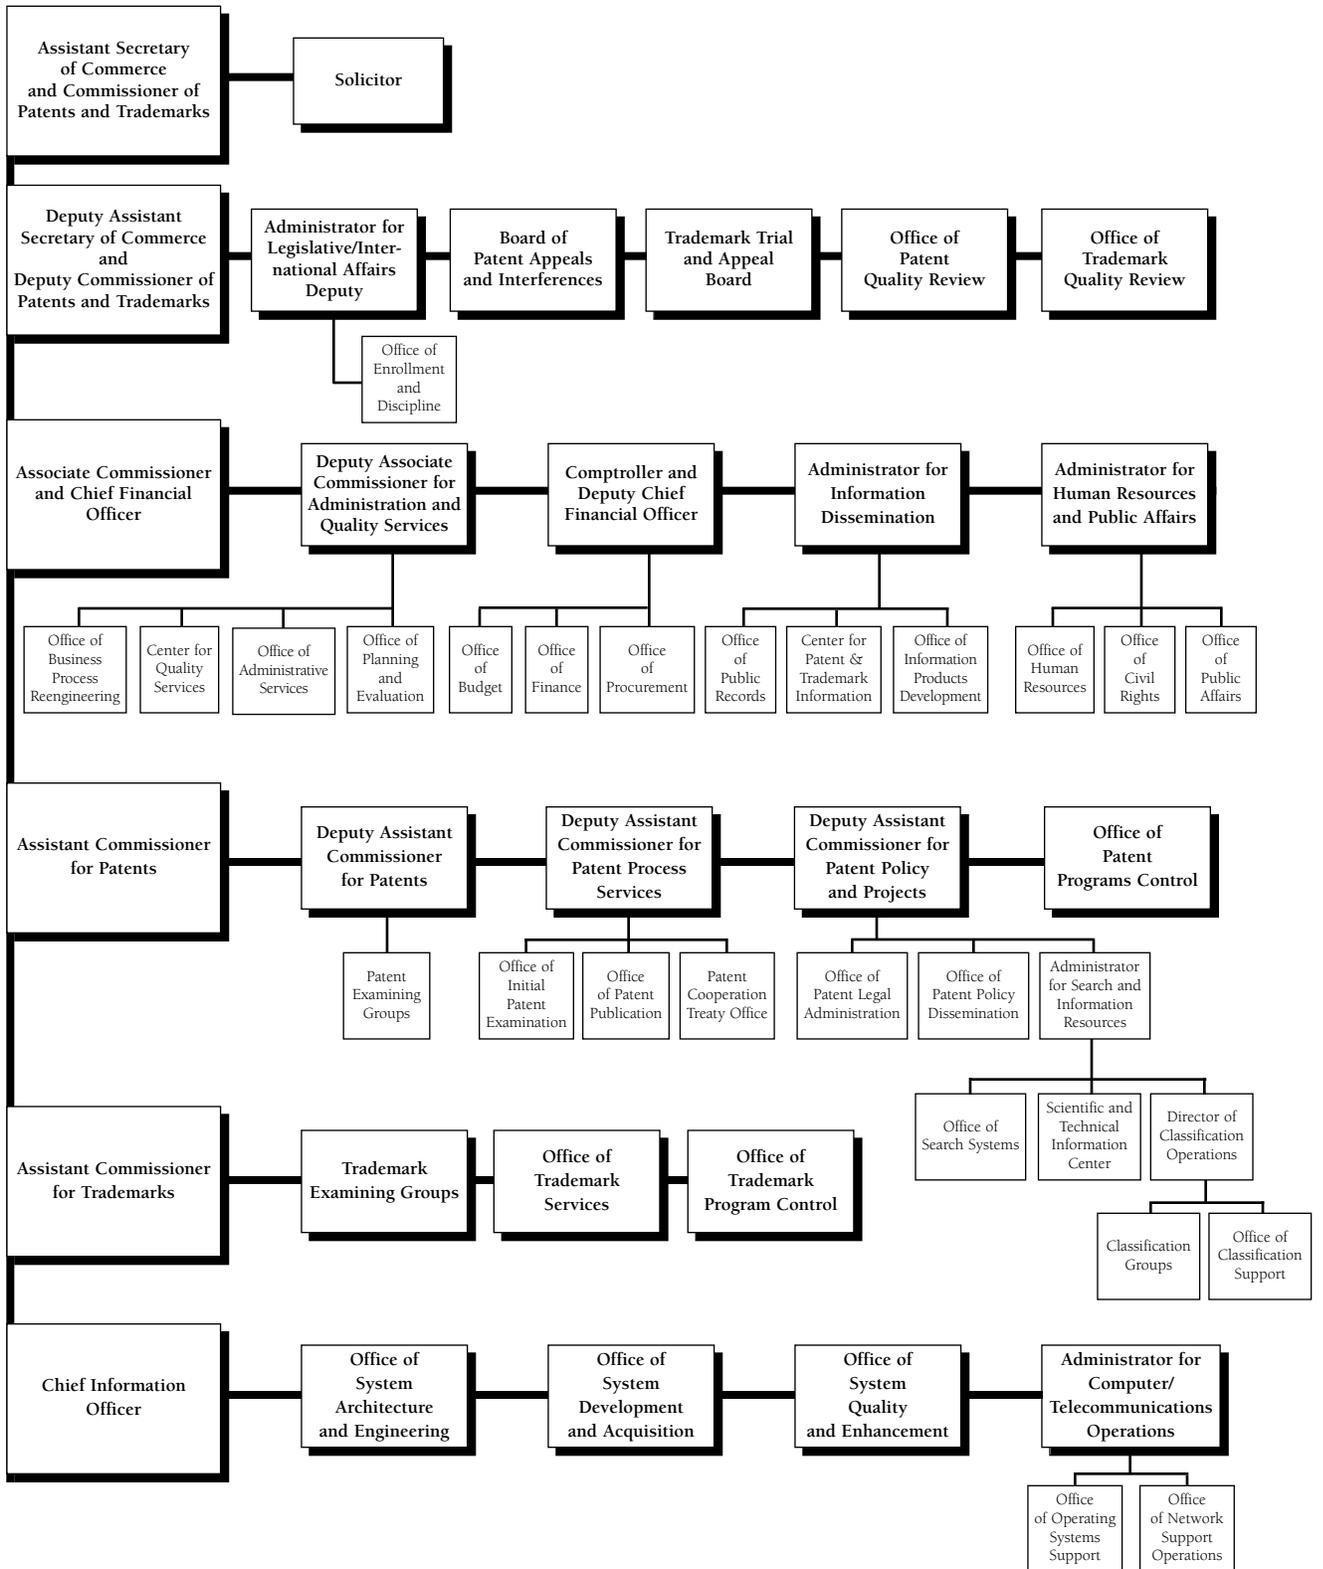 Assistant Secretary
of Commerce
and Commissioner of
Patents and Trademarks
Solicitor
Deputy Assistant
Secretary of Commerce
and
Deputy Commissioner of
Patents and Trademarks
Administrator for
Legislative/Inter-
national Affairs
Deputy
Board of
Patent Appeals
and Interferences
Trademark Trial
and Appeal
Board
Office of
Patent
Quality Review
Office of
Trademark
Quality Review
Office of
Enrollment
and
Discipline
Associate Commissioner
and Chief Financial
Officer
Deputy Associate
Commissioner for
Administration and
Quality Services
Comptroller and
Deputy Chief
Financial Officer
Administrator for
Information
Dissemination
Administrator for
Human Resources
and Public Affairs
Office of
Business
Process
Reengineering
Center for
Quality
Services
Office of
Administrative
Services
Office of
Planning
and
Evaluation
Office
of
Budget
Office
of
Finance
Office
of
Procurement
Office
of
Public
Records
Center for
Patent &
Trademark
Information
Office of
Information
Products
Development
Office of
Human
Resources
Office
of
Civil
Rights
Office
of
Public
Affairs
Assistant Commissioner
for Patents
Deputy Assistant
Commissioner
for Patents
Deputy Assistant
Commissioner for
Patent Process
Services
Deputy Assistant
Commissioner for
Patent Policy
and Projects
Office of
Patent
Programs Control
Patent
Examining
Groups
Office of
Initial
Patent
Examination
Office
of Patent
Publication
Patent
Cooperation
Treaty Office
Office of
Patent Legal
Administration
Office of
Patent Policy
Dissemination
Administrator
for Search and
Information
Resources
Office of
Search Systems
Scientific and
Technical
Information
Center
Director of
Classification
Operations
Classification
Groups
Office of
Classification
Support
Assistant Commissioner
for Trademarks
Trademark
Examining Groups
Office of
Trademark
Services
Office of
Trademark
Program Control
Chief Information
Officer
Office of
System
Architecture
and Engineering
Office of
System
Development
and Acquisition
Office of
System
Quality
and Enhancement
Administrator for
Computer/
Telecommunications
Operations
Office
of Operating
Systems
Support
Office
of Network
Support
Operations